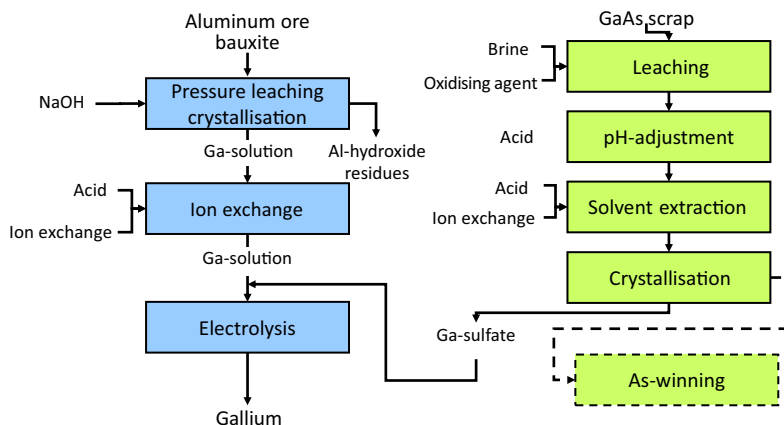 Aluminum ore
bauxite
NaOH
Pressure leaching
crystallisation
Ga-solution
Al-hydroxide
residues
Acid
Ion exchange
Ion exchange
Ga-solution
Electrolysis
Gallium
GaAs scrap
Brine
Oxidising agent
Leaching
Acid
pH-adjustment
Acid
Ion exchange
Solvent extraction
Crystallisation
Ga-sulfate
As-winning